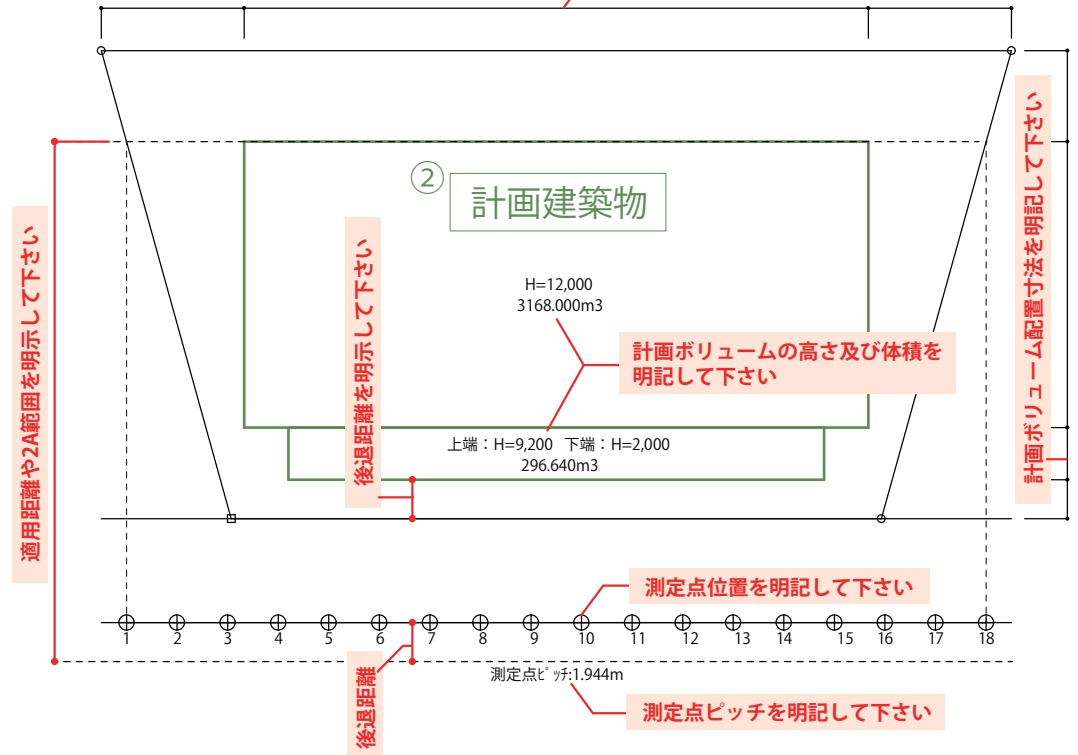 ②
計画建築物
H=12,000
3168.000m3
計画ボリュームの高さ及び体積を
明記して下さい
上端：H=9,200 下端：H=2,000
296.640m3
適用距離や2A範囲を明示して下さい
後退距離を明示して下さい
計画ボリューム配置寸法を明記して下さい
測定点位置を明記して下さい
1 2 3 4 5 6 7 8 9 10 11 12 13 14 15 16 17 18
後退距離
測定点ﾋﾟｯﾁ:1.944m
測定点ピッチを明記して下さい